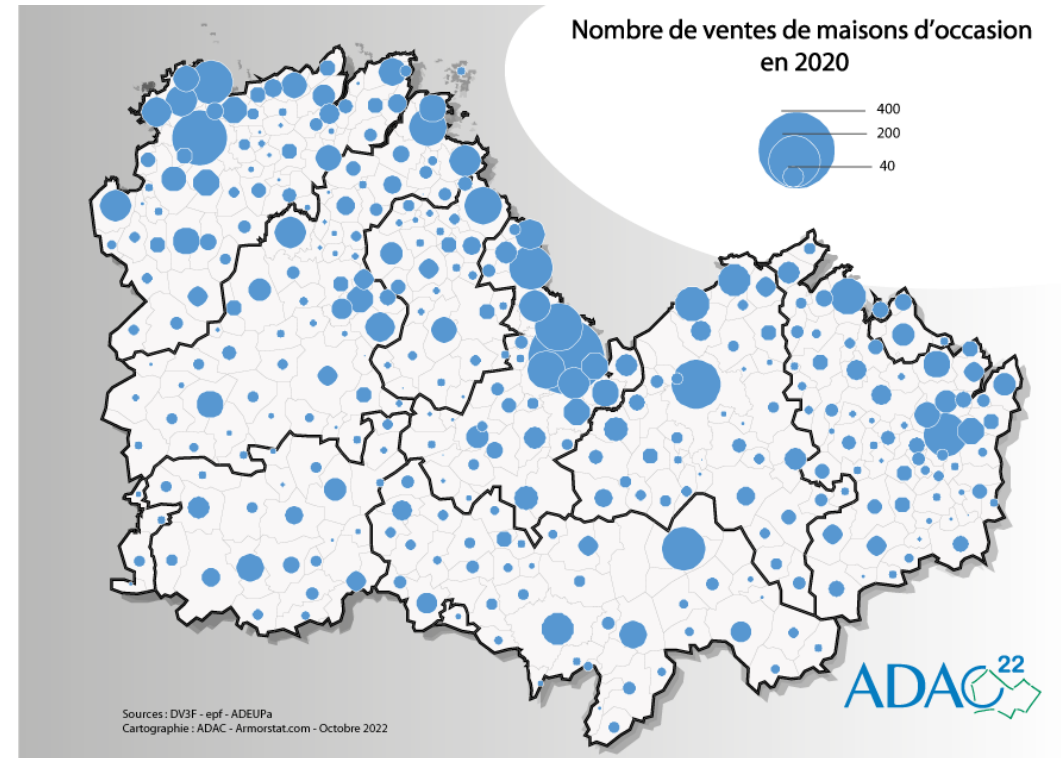 Nombre de ventes de maisons d'occasion
en 2020
400
200
40
ADAC 22
Sources : DV3F - epf - ADEUPa
Cartographie : ADAC - Armorstat.com - Octobre 2022